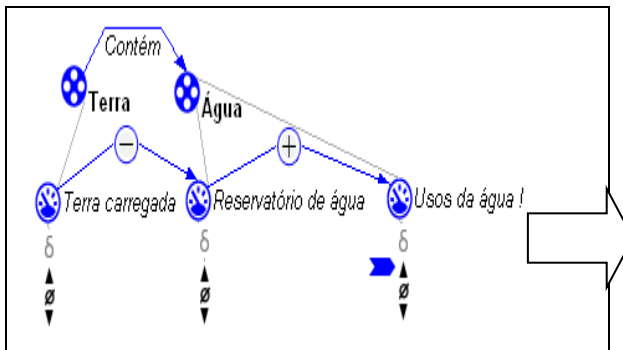 Contém
Terra
Água
−
+
Terra carregada
Reservatório de água
Usos da água !
δ
δ
δ
ø
ø
ø